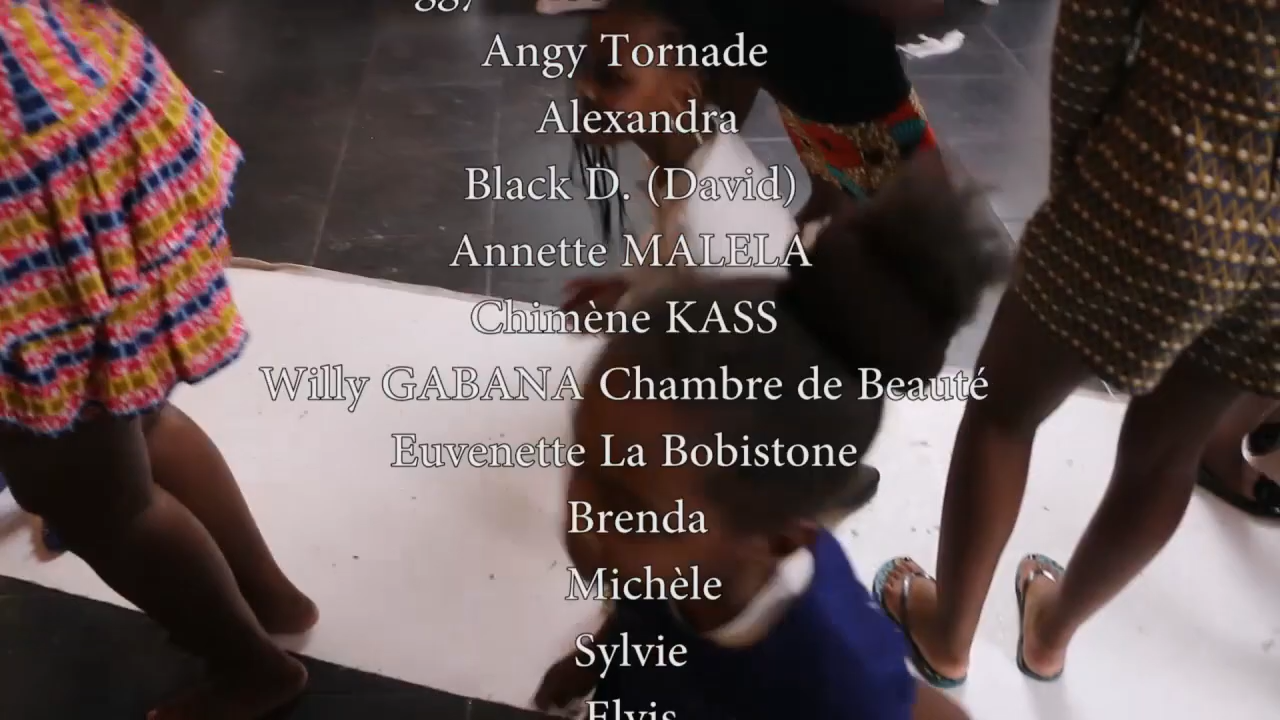 Angy Tornade
Alexandra
Black D. (David)
Annette MALELA
Chimène KASS
Willy GABANA Chambre de Beauté
Euvenette La Bobistone
Brenda
Michèle
Sylvie
Elvis